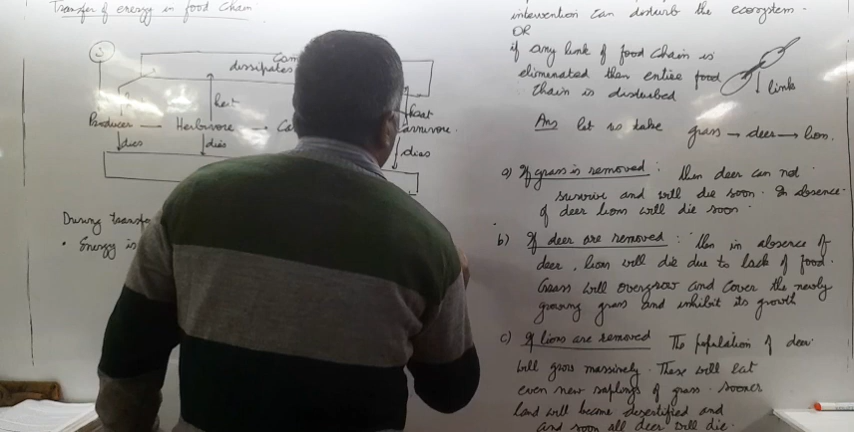 Transfer of energy in food chain
S
dissipates
heat
heat
Producer
Herbivore
Carnivore.
dies
dies
dies
During transfe
• Energy is
intervention can disturb the ecosystem.
OR
if any link of food chain is
eliminated then entire food
chain is disturbed
link
Ans let us take grass → deer → lion.
a) If grass is removed : then deer can not
survive and will die soon. In absence
of deer lion will die soon
b) If deer are removed : then in absence of
deer, lion will die due to lack of food.
Grass will overgrow and cover the newly
growing grass and inhibit its growth
c) If lions are removed The population of deer
will grow massively. These will eat
even new saplings of grass. sooner
land will become desertified and
and soon all deer will die.